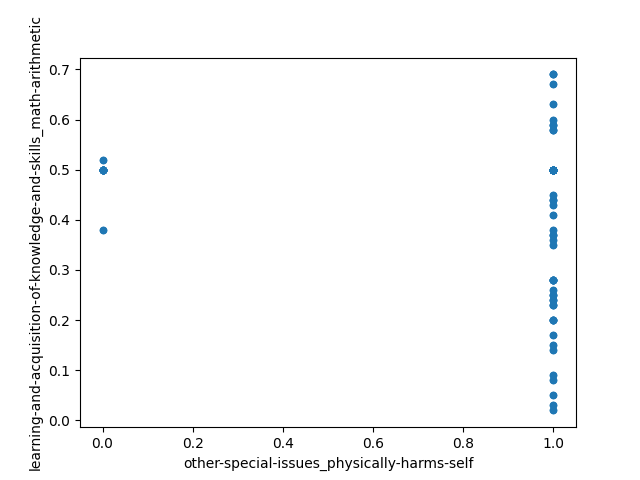 learning-and-acquisition-of-knowledge-and-skills_math-arithmetic
0.7
0.6
0.5
0.4
0.3
0.2
0.1
0.0
0.0 0.2 0.4 0.6 0.8 1.0
other-special-issues_physically-harms-self